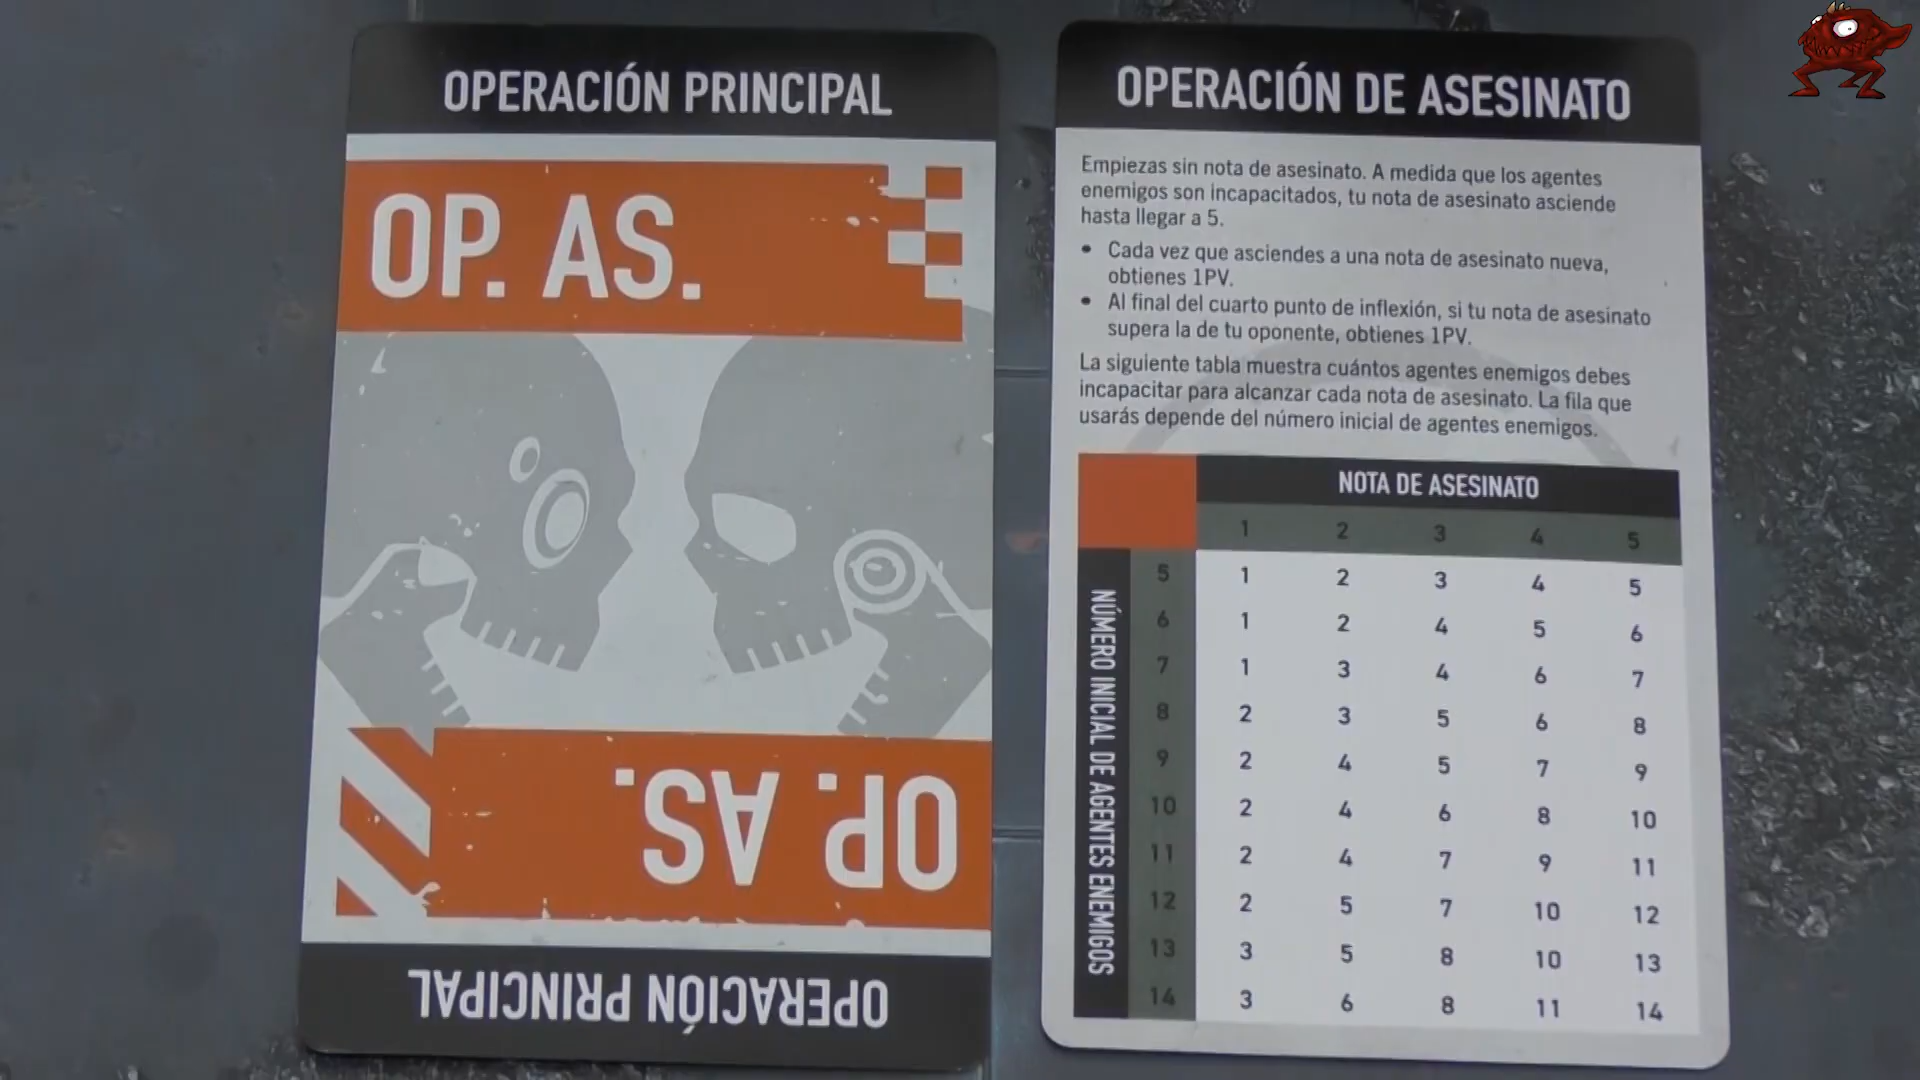 OPERACIÓN PRINCIPAL
OP. AS.
OP. AS.
OPERACIÓN PRINCIPAL
OPERACIÓN DE ASESINATO
Empiezas sin nota de asesinato. A medida que los agentes
enemigos son incapacitados, tu nota de asesinato asciende
hasta llegar a 5.
• Cada vez que asciendes a una nota de asesinato nueva,
obtienes 1PV.
• Al final del cuarto punto de inflexión, si tu nota de asesinato
supera la de tu oponente, obtienes 1PV.
La siguiente tabla muestra cuántos agentes enemigos debes
incapacitar para alcanzar cada nota de asesinato. La fila que
usarás depende del número inicial de agentes enemigos.
NOTA DE ASESINATO
1 2 3 4 5
NÚMERO INICIAL DE AGENTES ENEMIGOS
5 1 2 3 4 5
6 1 2 4 5 6
7 1 3 4 6 7
8 2 3 5 6 8
9 2 4 5 7 9
10 2 4 6 8 10
11 2 4 7 9 11
12 2 5 7 10 12
13 3 5 8 10 13
14 3 6 8 11 14